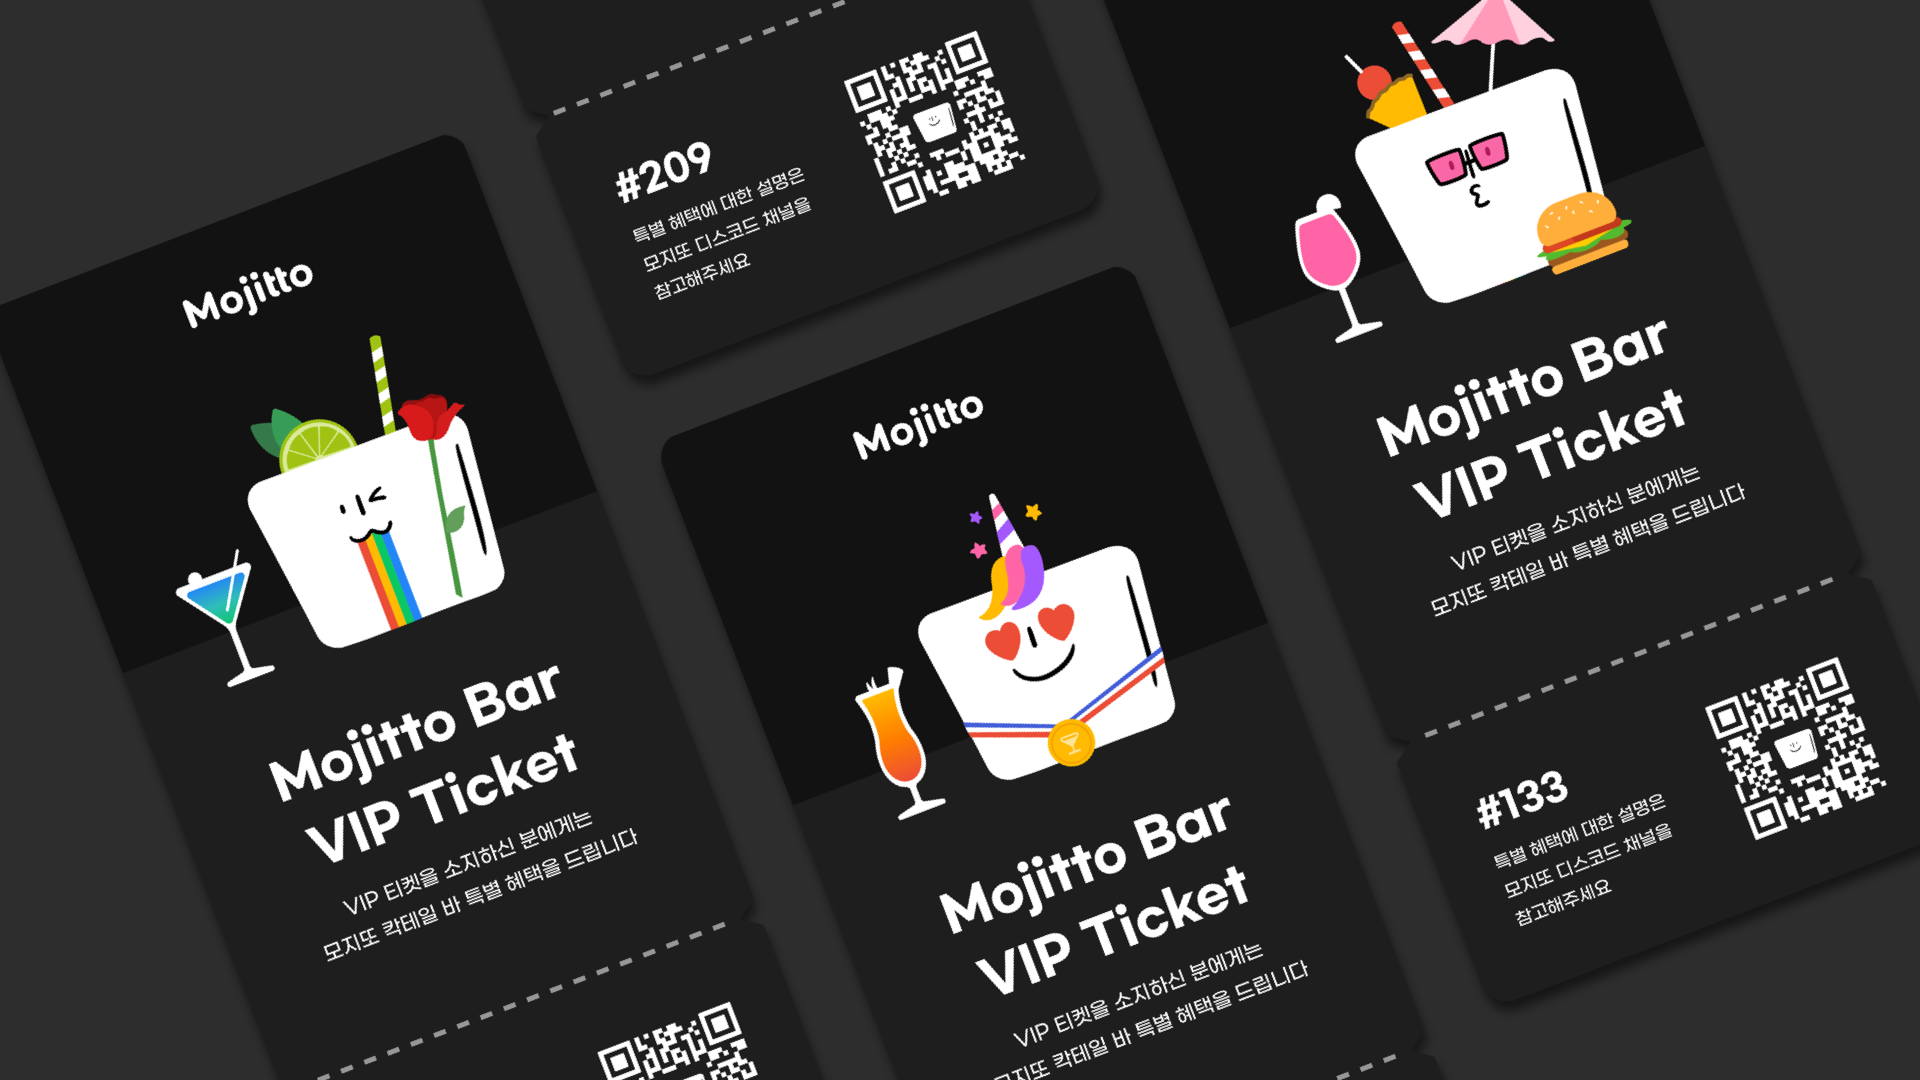 Mojitto
Mojitto Bar
VIP Ticket
VIP 티켓을 소지하신 분에게는
모지또 칵테일 바 특별 혜택을 드립니다
#209
특별 혜택에 대한 설명은
모지또 디스코드 채널을
참고해주세요
Mojitto
Mojitto Bar
VIP Ticket
VIP 티켓을 소지하신 분에게는
모지또 칵테일 바 특별 혜택을 드립니다
Mojitto Bar
VIP Ticket
VIP 티켓을 소지하신 분에게는
모지또 칵테일 바 특별 혜택을 드립니다
#133
특별 혜택에 대한 설명은
모지또 디스코드 채널을
참고해주세요